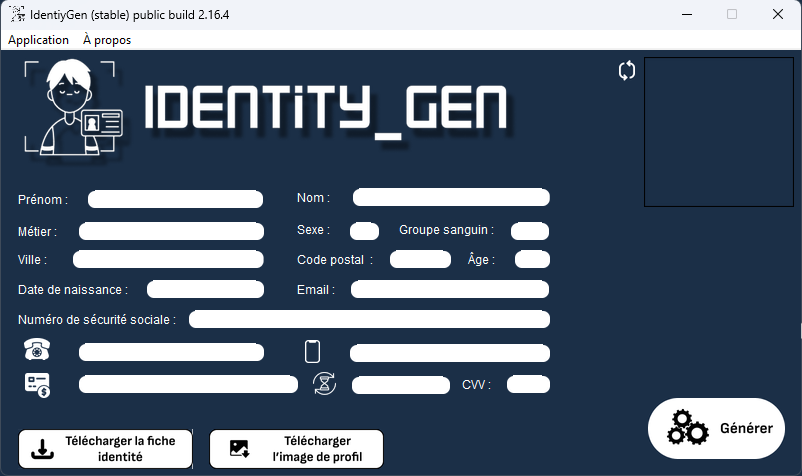 IdentiyGen (stable) public build 2.16.4
Application À propos
IDENTiTY_GEN
Prénom : Nom :
Métier : Sexe : Groupe sanguin :
Ville : Code postal : Âge :
Date de naissance : Email :
Numéro de sécurité sociale :
CVV :
Générer
Télécharger la fiche
identité
Télécharger
l'image de profil